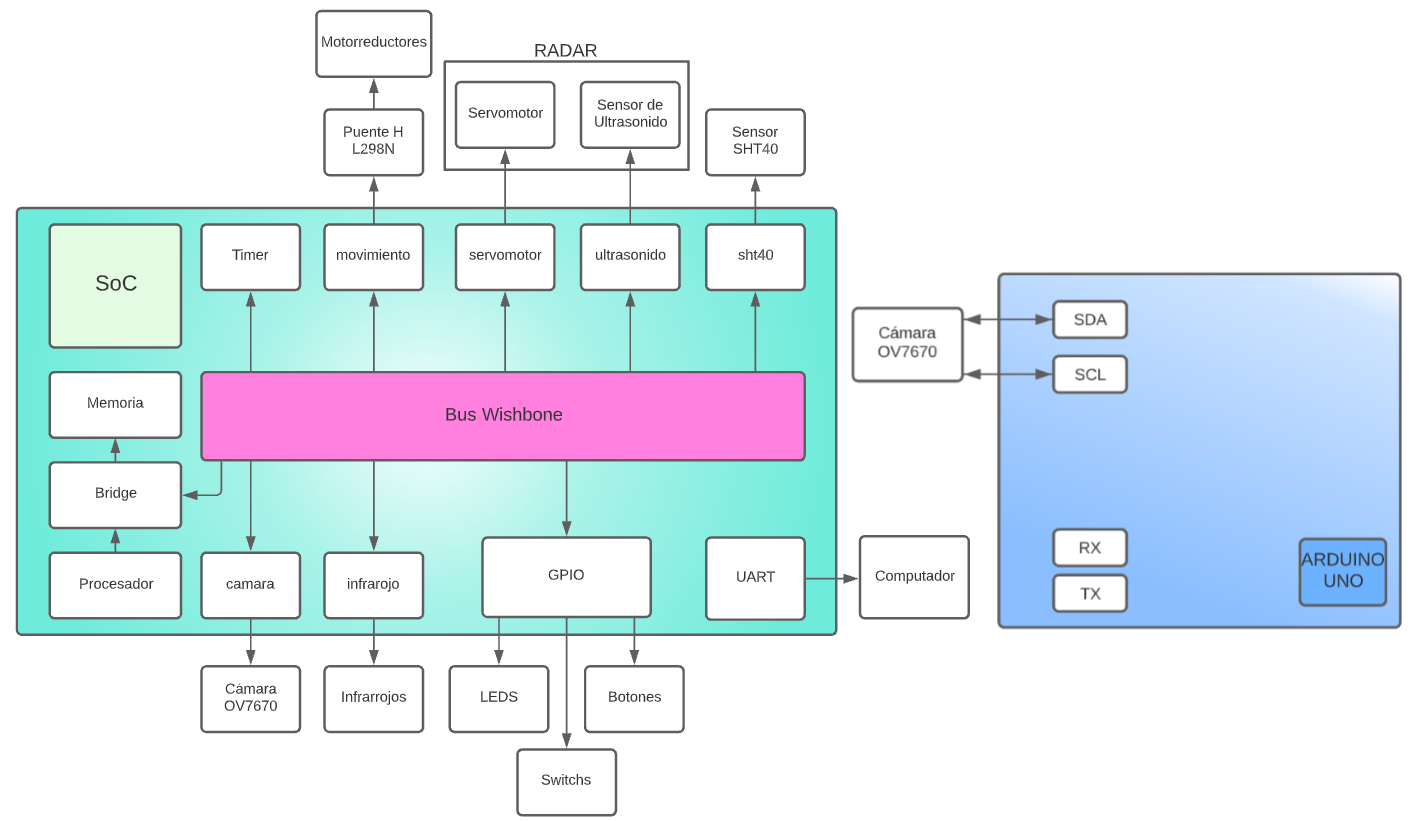 Motorreductores
RADAR
Servomotor
Sensor de
Ultrasonido
Puente H
L298N
Sensor
SHT40
SoC
Timer
movimiento
servomotor
ultrasonido
sht40
Cámara
OV7670
SDA
SCL
Memoria
Bus Wishbone
Bridge
Procesador
camara
infrarojo
GPIO
UART
Computador
RX
TX
ARDUINO
UNO
Cámara
OV7670
Infrarrojos
LEDS
Botones
Switchs